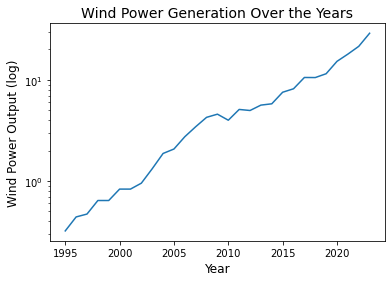 Wind Power Generation Over the Years
Wind Power Output (log)
10¹
10⁰
1995 2000 2005 2010 2015 2020
Year